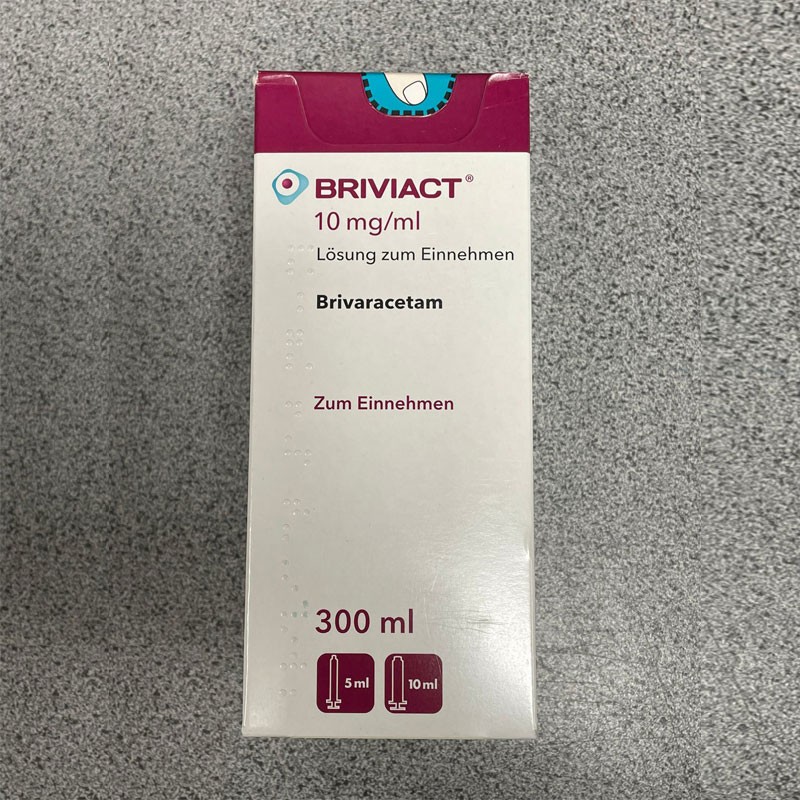 BRIVIACT®
10 mg/ml
Lösung zum Einnehmen
Brivaracetam
Zum Einnehmen
300 ml
5 ml 10 ml